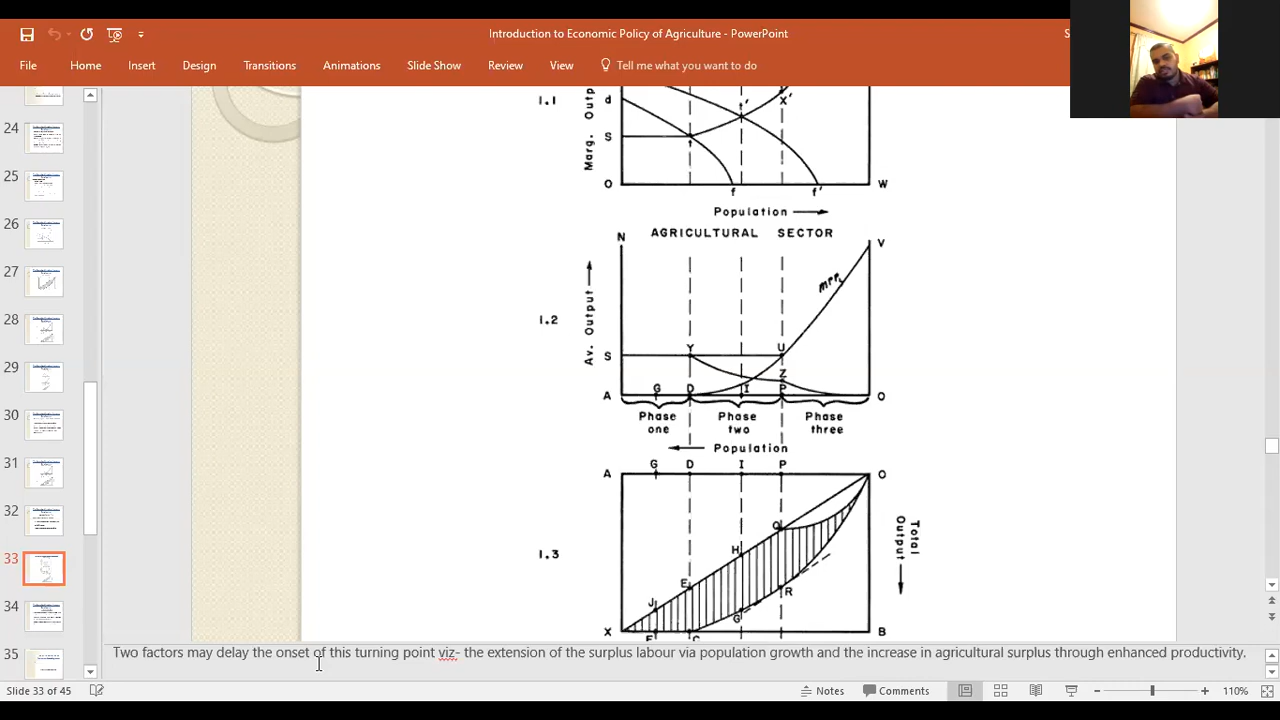 Introduction to Economic Policy of Agriculture - PowerPoint
S
File Home Insert Design Transitions Animations Slide Show Review View Tell me what you want to do
24
25
26
27
28
29
30
31
32
33
34
35
1.1
Marg. Outp
d
S
O
t
t'
x'
f
f'
W
Population
AGRICULTURAL SECTOR
N
V
1.2
Av. Output
mpp
S
Y
U
Z
A G D I P O
Phase one
Phase two
Phase three
Population
A G D I P O
1.3
Total Output
Q
H
E
J
R
G
X F C B
Two factors may delay the onset of this turning point viz- the extension of the surplus labour via population growth and the increase in agricultural surplus through enhanced productivity.
Slide 33 of 45 Notes Comments 110%